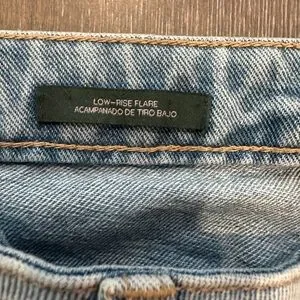 LOW-RISE FLARE
ACAMPANADO DE TIRO BAJO